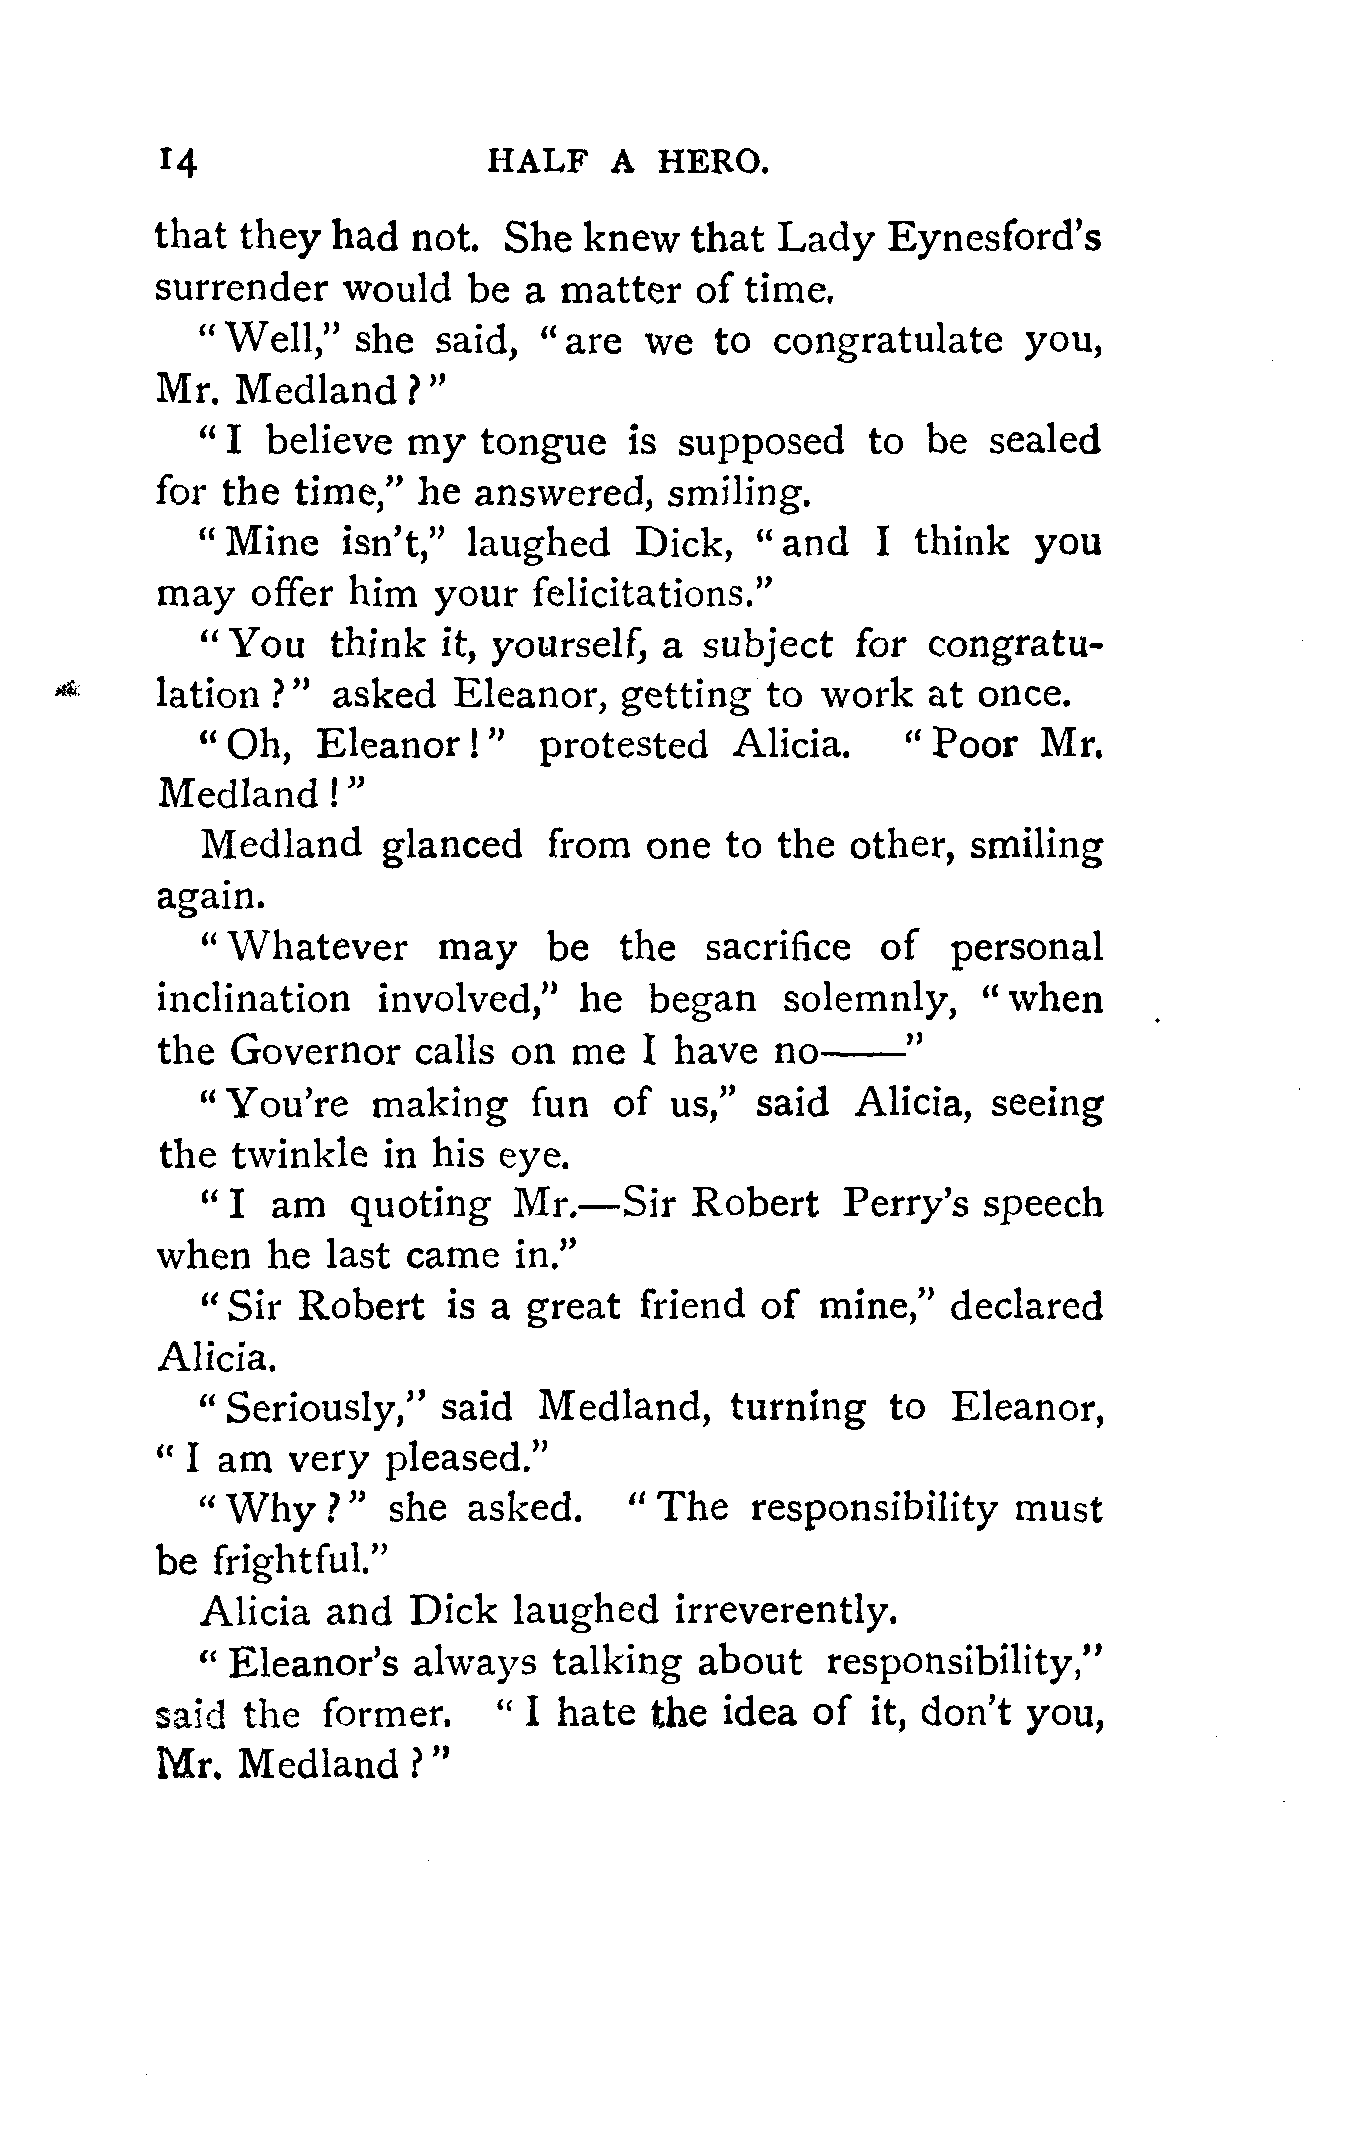 14 HALF A HERO.
that they had not. She knew that Lady Eynesford's
surrender would be a matter of time.
"Well," she said, "are we to congratulate you,
Mr. Medland?"
"I believe my tongue is supposed to be sealed
for the time," he answered, smiling.
"Mine isn't," laughed Dick, "and I think you
may offer him your felicitations."
"You think it, yourself, a subject for congratu-
lation?" asked Eleanor, getting to work at once.
"Oh, Eleanor!" protested Alicia. "Poor Mr.
Medland!"
Medland glanced from one to the other, smiling
again.
"Whatever may be the sacrifice of personal
inclination involved," he began solemnly, "when
the Governor calls on me I have no——"
"You're making fun of us," said Alicia, seeing
the twinkle in his eye.
"I am quoting Mr.—Sir Robert Perry's speech
when he last came in."
"Sir Robert is a great friend of mine," declared
Alicia.
"Seriously," said Medland, turning to Eleanor,
"I am very pleased."
"Why?" she asked. "The responsibility must
be frightful."
Alicia and Dick laughed irreverently.
"Eleanor's always talking about responsibility,"
said the former. "I hate the idea of it, don't you,
Mr. Medland?"